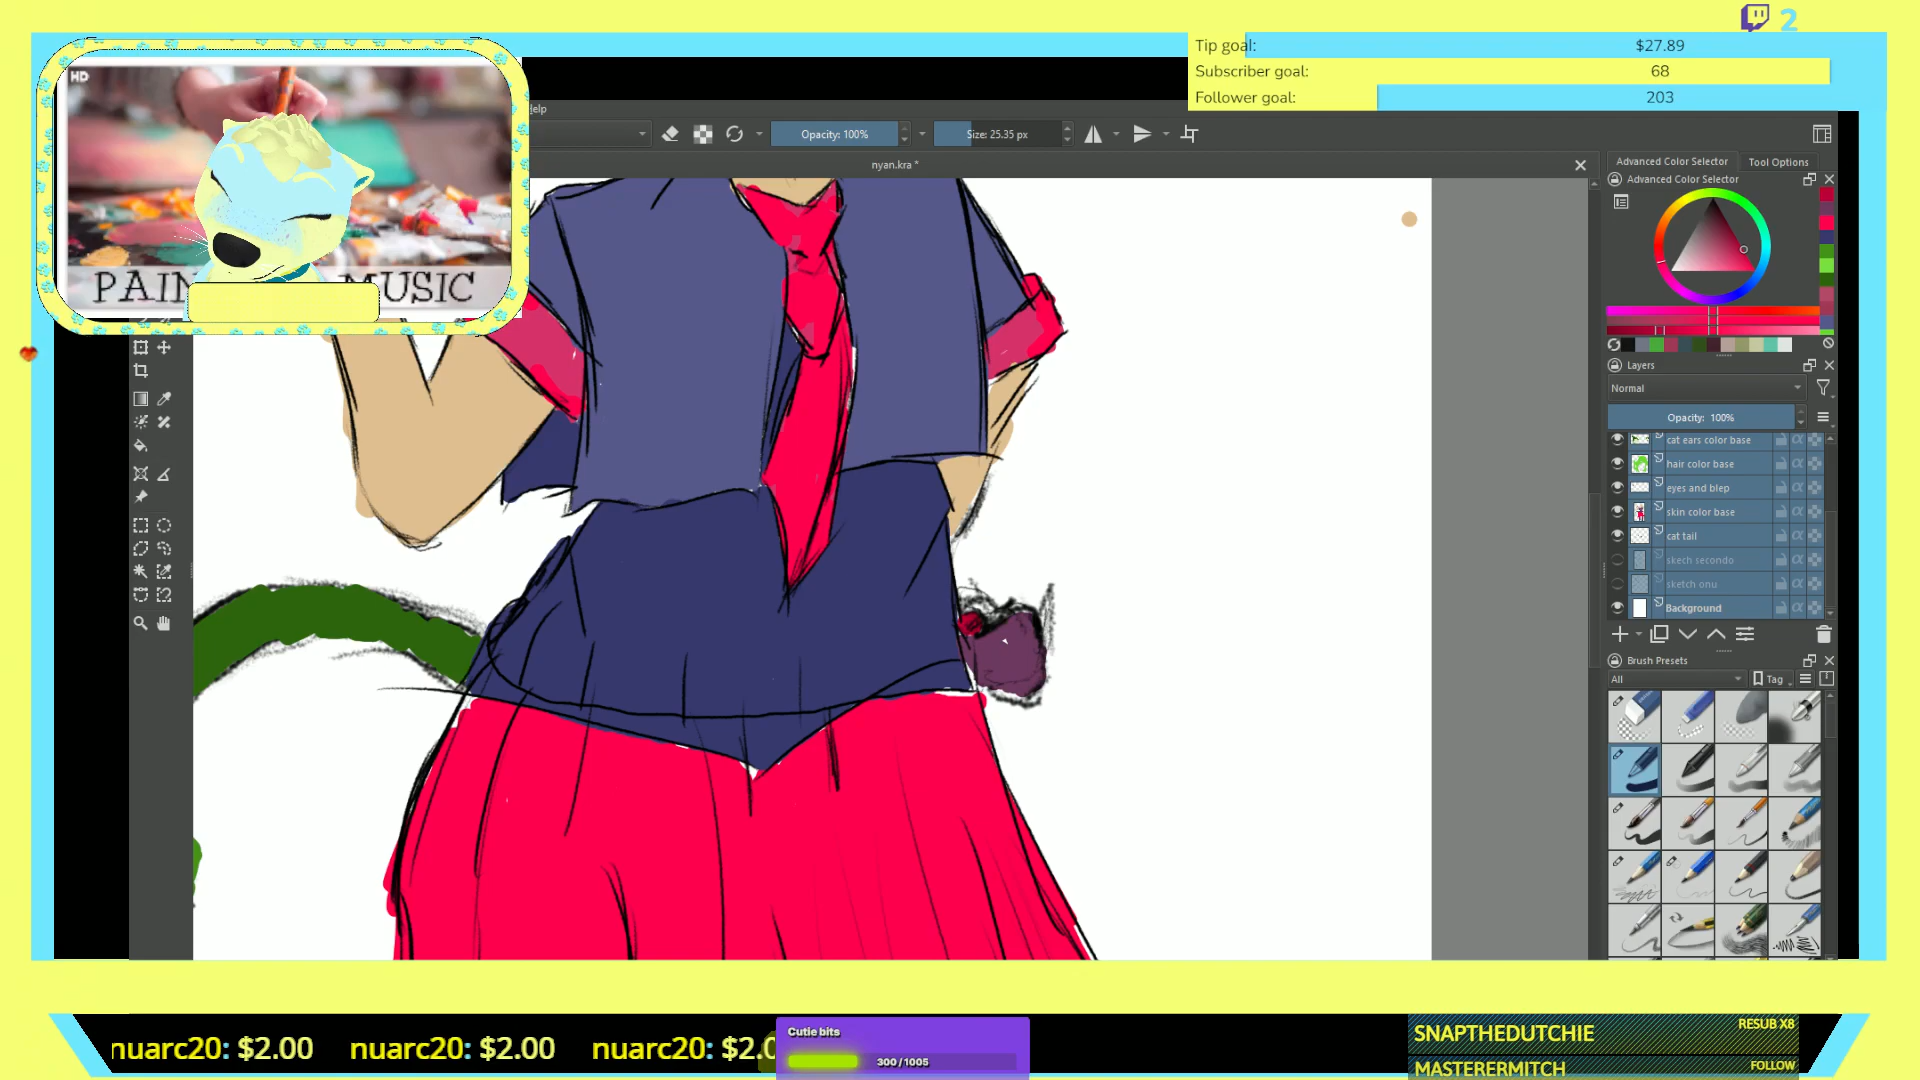 2
Tip goal: $27.89
Subscriber goal: 68
Follower goal: 203
HD
Help
Opacity: 100%
Size: 25.35 px
nyan.kra *
Advanced Color Selector
Tool Options
Advanced Color Selector
Layers
Normal
Opacity: 100%
cat ears color base
hair color base
eyes and blep
skin color base
cat tail
skech secondo
sketch onu
Background
Brush Presets
All
Tag
nuarc20: $2.00 nuarc20: $2.00 nuarc20: $2.0
Cutie bits
300 / 1005
SNAPTHEDUTCHIE
RESUB X8
MASTERERMITCH
FOLLOW